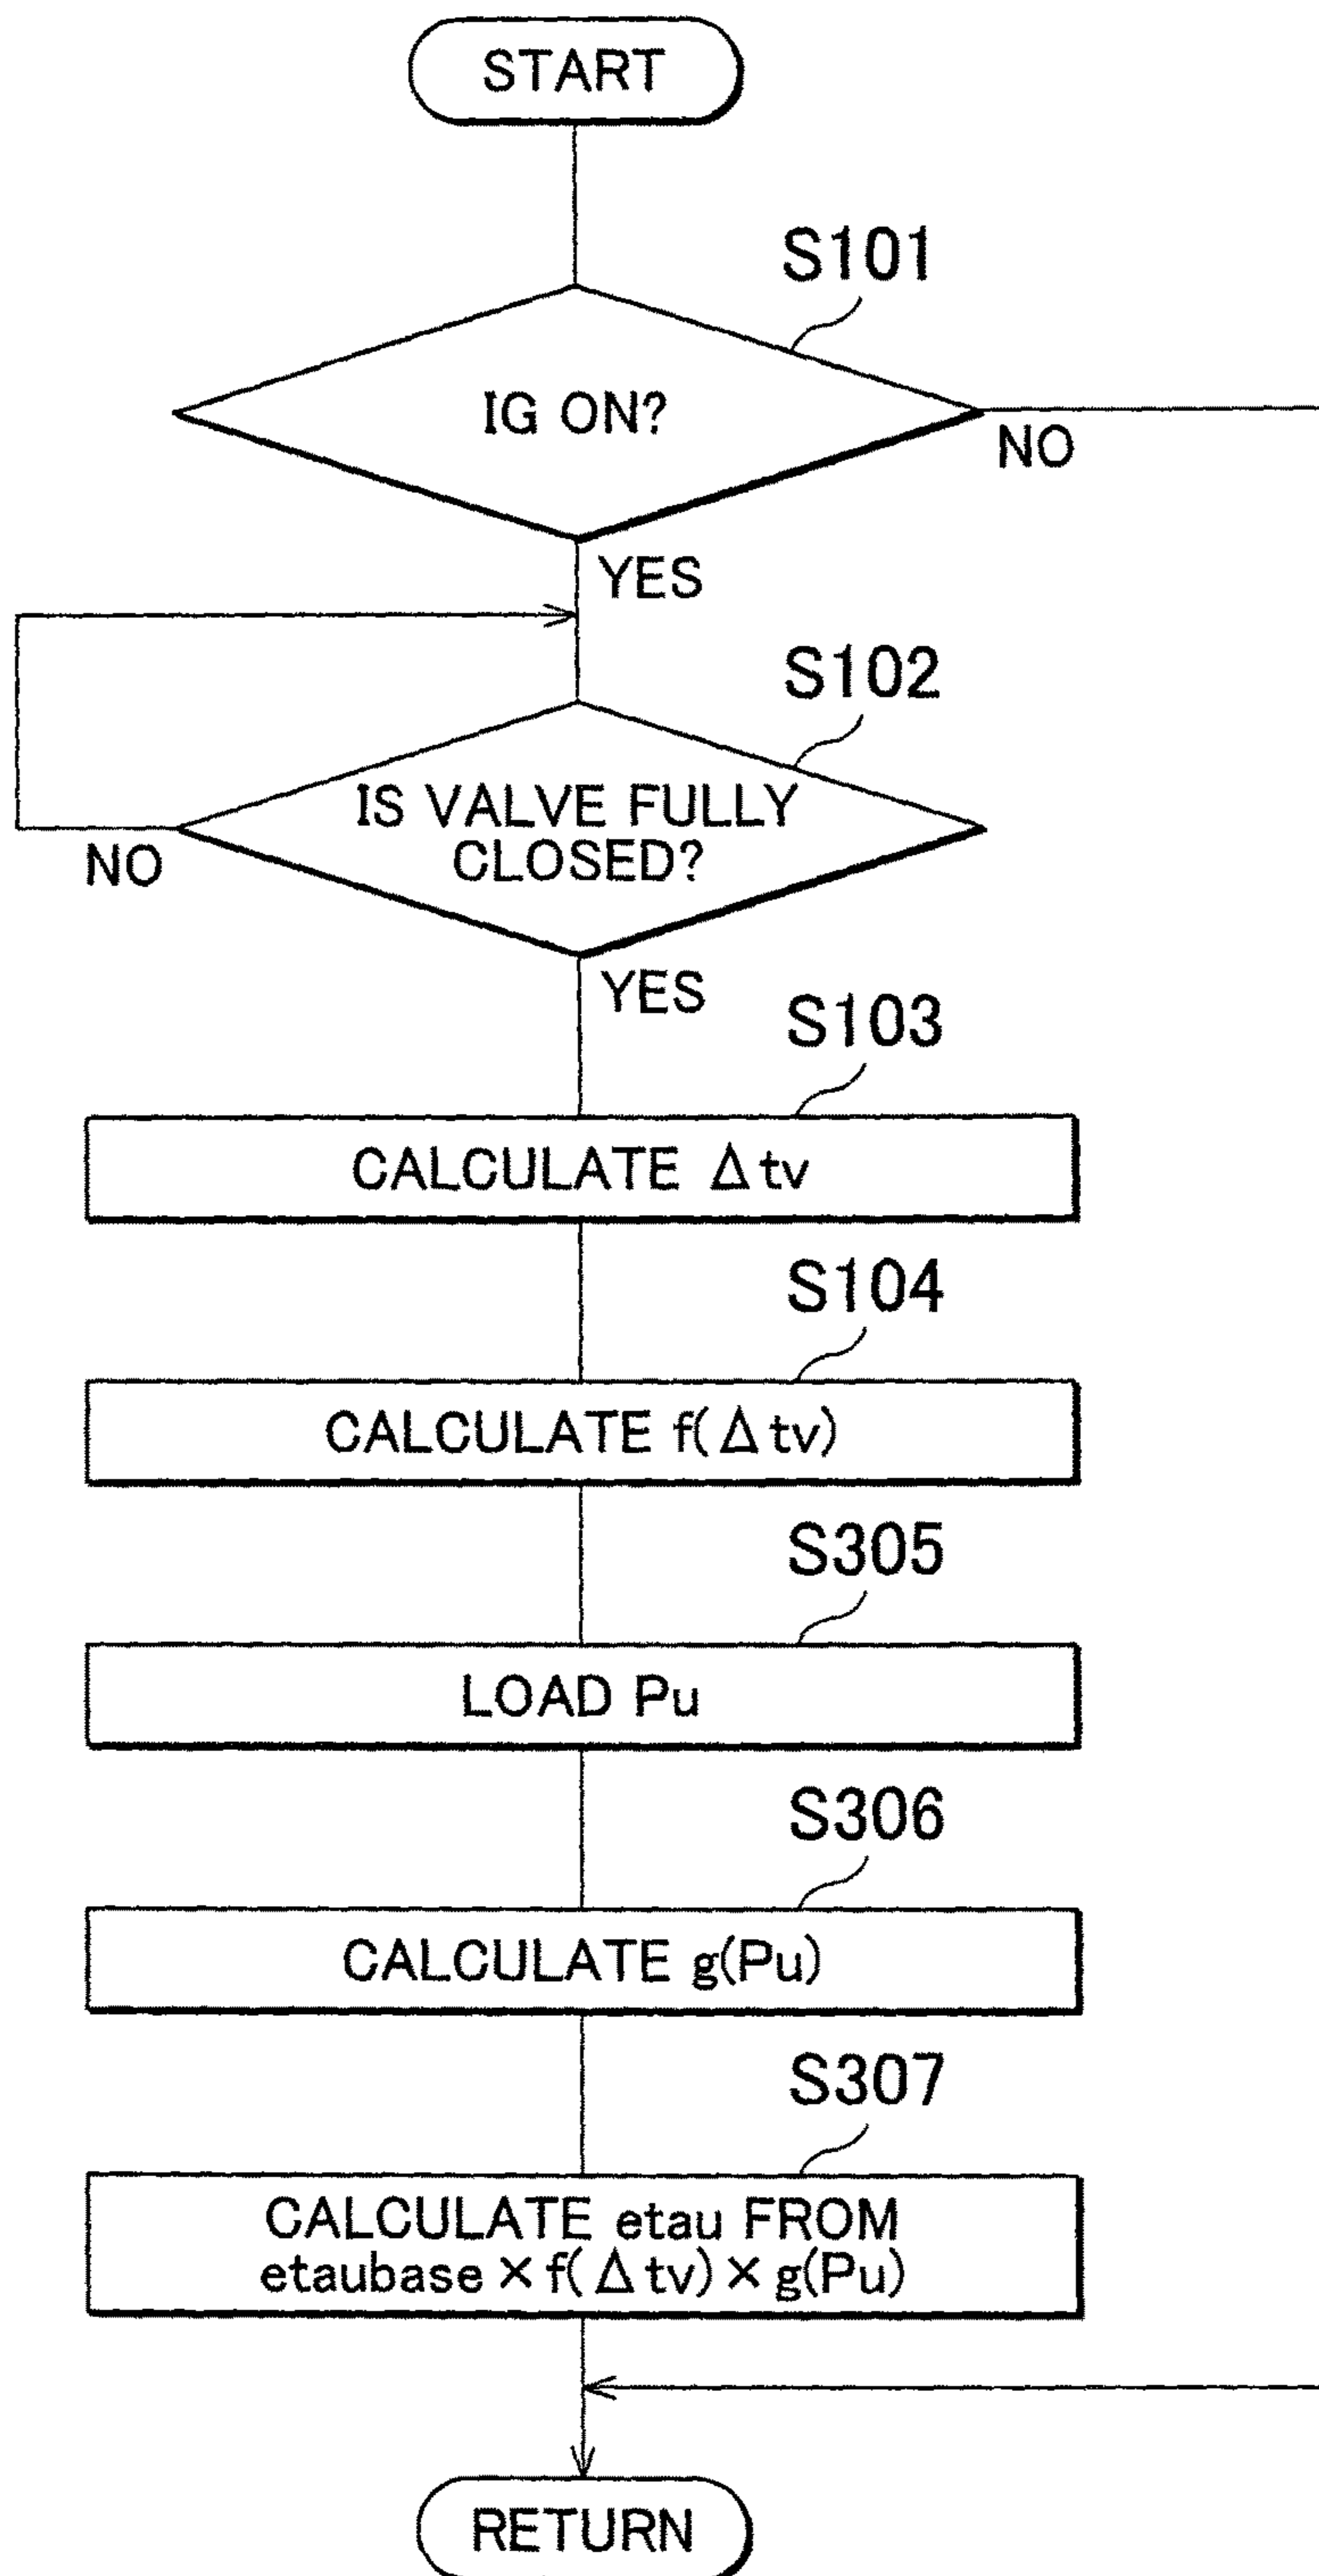 START
S101
IG ON?
NO
YES
S102
IS VALVE FULLY
CLOSED?
NO
YES
S103
CALCULATE Δtv
S104
CALCULATE f(Δtv)
S305
LOAD Pu
S306
CALCULATE g(Pu)
S307
CALCULATE etau FROM
etaubase × f(Δtv) × g(Pu)
RETURN